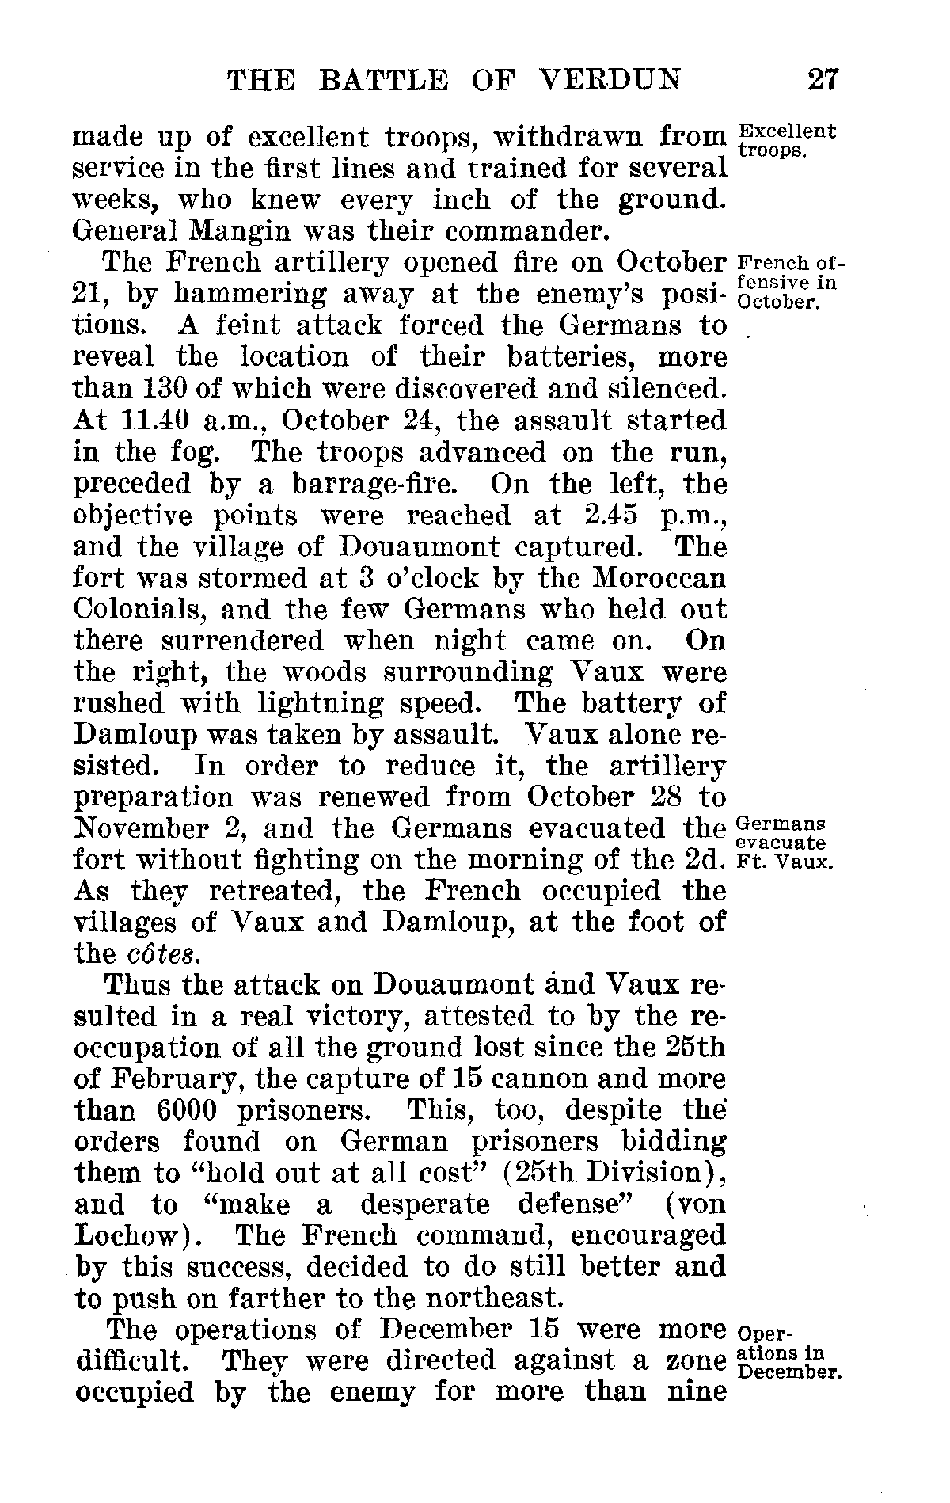 THE BATTLE OF VERDUN 27
made up of excellent troops, withdrawn from
Excellent
troops.
service in the first lines and trained for several
weeks, who knew every inch of the ground.
General Mangin was their commander.
The French artillery opened fire on October
French of-
fensive in
October.
21, by hammering away at the enemy's posi-
tions. A feint attack forced the Germans to
reveal the location of their batteries, more
than 130 of which were discovered and silenced.
At 11.40 a.m., October 24, the assault started
in the fog. The troops advanced on the run,
preceded by a barrage-fire. On the left, the
objective points were reached at 2.45 p.m.,
and the village of Douaumont captured. The
fort was stormed at 3 o'clock by the Moroccan
Colonials, and the few Germans who held out
there surrendered when night came on. On
the right, the woods surrounding Vaux were
rushed with lightning speed. The battery of
Damloup was taken by assault. Vaux alone re-
sisted. In order to reduce it, the artillery
preparation was renewed from October 28 to
November 2, and the Germans evacuated the
Germans
evacuate
Ft. Vaux.
fort without fighting on the morning of the 2d.
As they retreated, the French occupied the
villages of Vaux and Damloup, at the foot of
the côtes.
Thus the attack on Douaumont and Vaux re-
sulted in a real victory, attested to by the re-
occupation of all the ground lost since the 25th
of February, the capture of 15 cannon and more
than 6000 prisoners. This, too, despite the
orders found on German prisoners bidding
them to "hold out at all cost" (25th Division),
and to "make a desperate defense" (von
Lochow). The French command, encouraged
by this success, decided to do still better and
to push on farther to the northeast.
The operations of December 15 were more
Oper-
ations in
December.
difficult. They were directed against a zone
occupied by the enemy for more than nine